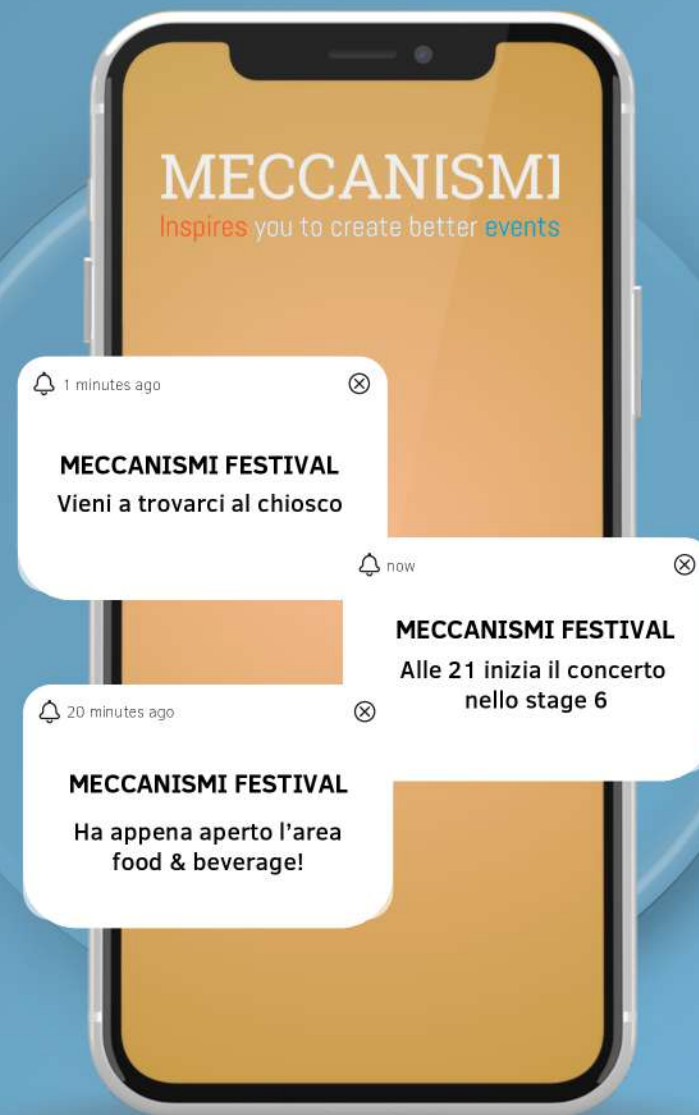 MECCANISMI
Inspires you to create better events
1 minutes ago
MECCANISMI FESTIVAL
Vieni a trovarci al chiosco
now
MECCANISMI FESTIVAL
Alle 21 inizia il concerto
nello stage 6
20 minutes ago
MECCANISMI FESTIVAL
Ha appena aperto l’area
food & beverage!